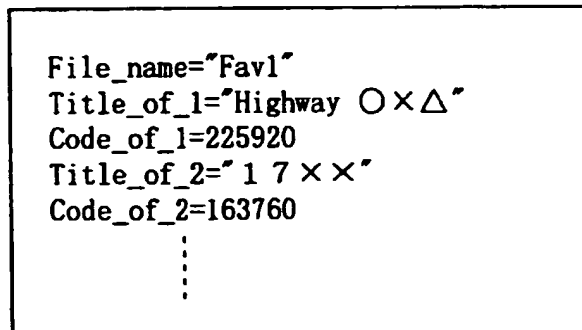 File_name="Fav1"
Title_of_1="Highway ○×△"
Code_of_1=225920
Title_of_2="１７××"
Code_of_2=163760